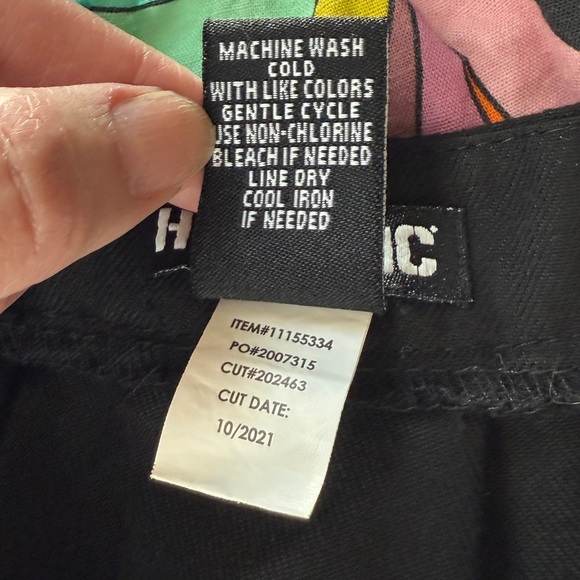 MACHINE WASH
COLD
WITH LIKE COLORS
GENTLE CYCLE
USE NON-CHLORINE
BLEACH IF NEEDED
LINE DRY
COOL IRON
IF NEEDED
ITEM#11155334
PO#2007315
CUT#202463
CUT DATE:
10/2021